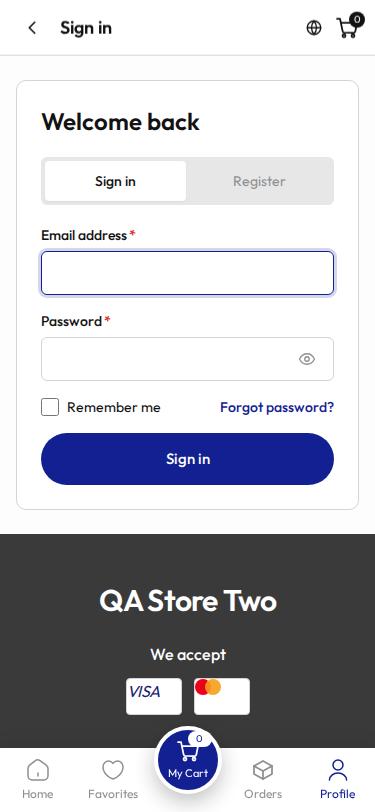 Sign in
0
Welcome back
Sign in
Register
Email address *
Password *
Remember me
Forgot password?
Sign in
QA Store Two
We accept
VISA
0
My Cart
Home
Favorites
Orders
Profile